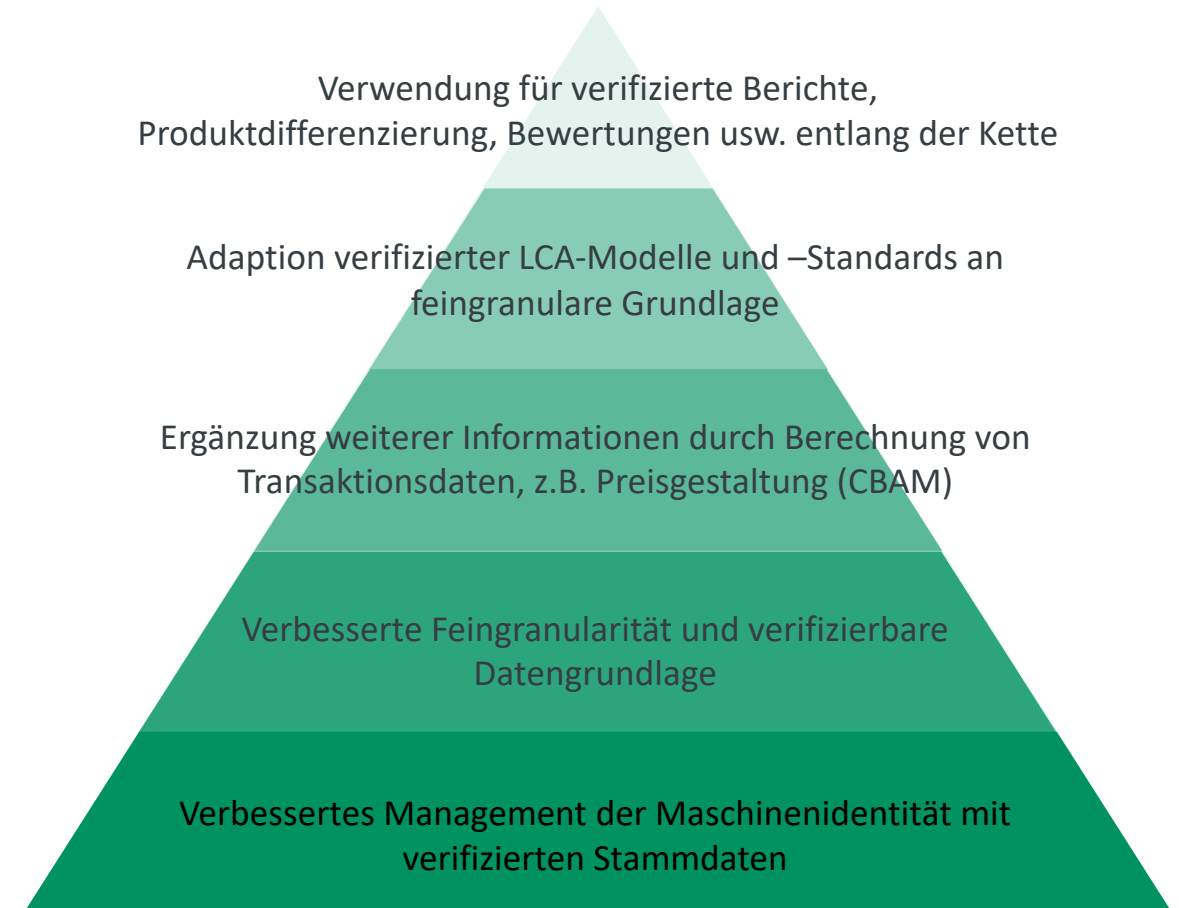 Verwendung für verifizierte Berichte,
Produktdifferenzierung, Bewertungen usw. entlang der Kette
Adaption verifizierter LCA-Modelle und –Standards an
feingranulare Grundlage
Ergänzung weiterer Informationen durch Berechnung von
Transaktionsdaten, z.B. Preisgestaltung (CBAM)
Verbesserte Feingranularität und verifizierbare
Datengrundlage
Verbessertes Management der Maschinenidentität mit
verifizierten Stammdaten